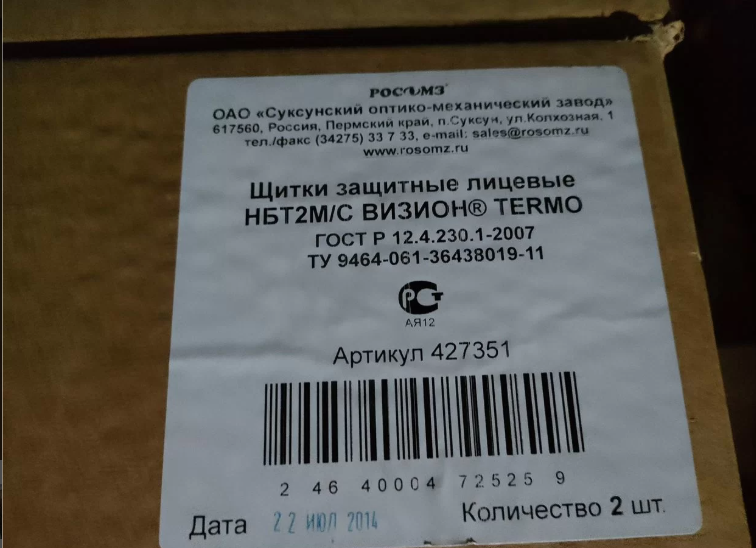 РОСОМЗ
ОАО «Суксунский оптико-механический завод»
617560, Россия, Пермский край, п.Суксун, ул.Колхозная. 1
тел./факс (34275) 33 7 33, e-mail: sales@rosomz.ru
www.rosomz.ru
Щитки защитные лицевые
НБТ2М/С ВИЗИОН® TERMO
ГОСТ Р 12.4.230.1-2007
ТУ 9464-061-36438019-11
РСТ
АЯ12
Артикул 427351
2 46 40004 72525 9
Дата 22 ИЮЛ 2014 Количество 2 шт.